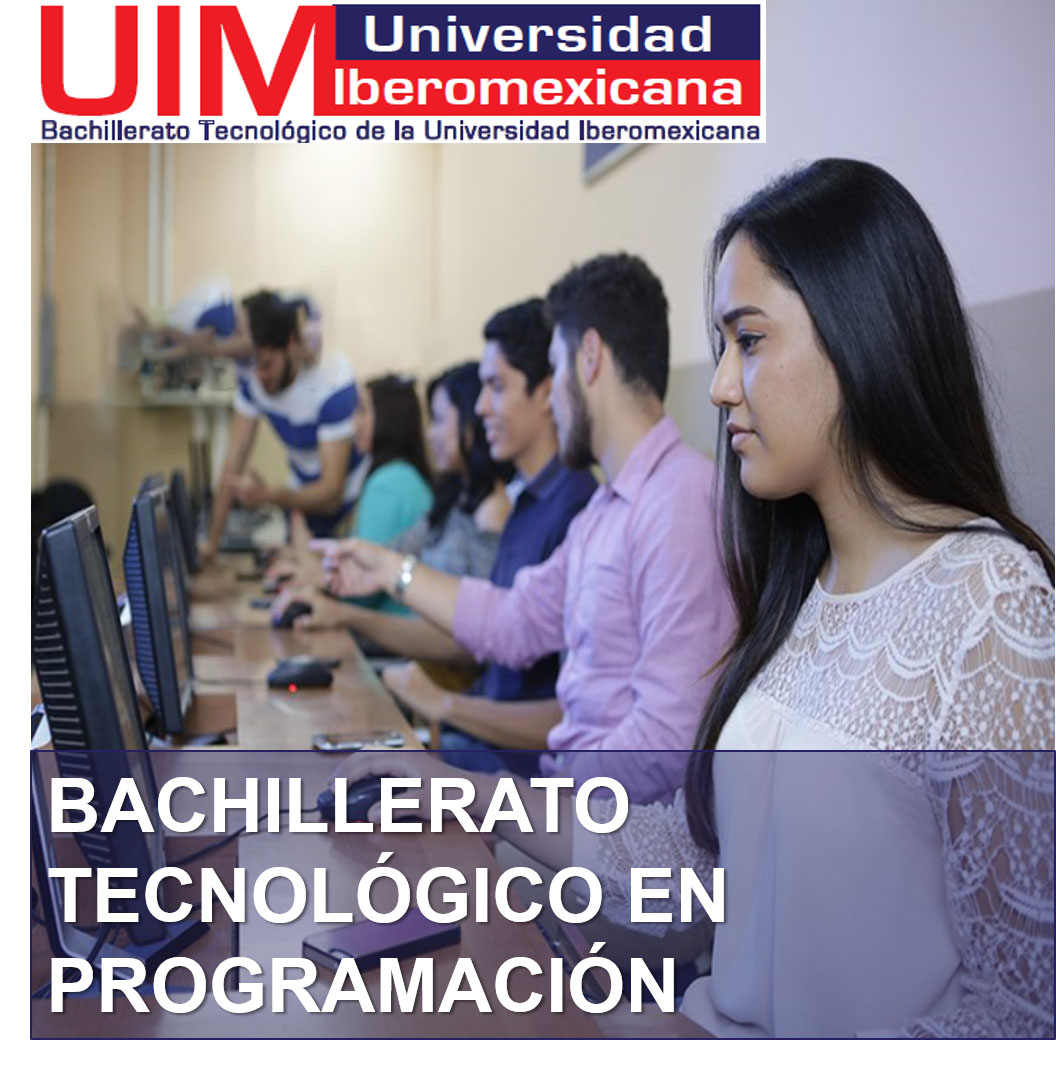 UIM
Universidad
Iberomexicana
Bachillerato Tecnológico de la Universidad Iberomexicana
BACHILLERATO
TECNOLÓGICO EN
PROGRAMACIÓN